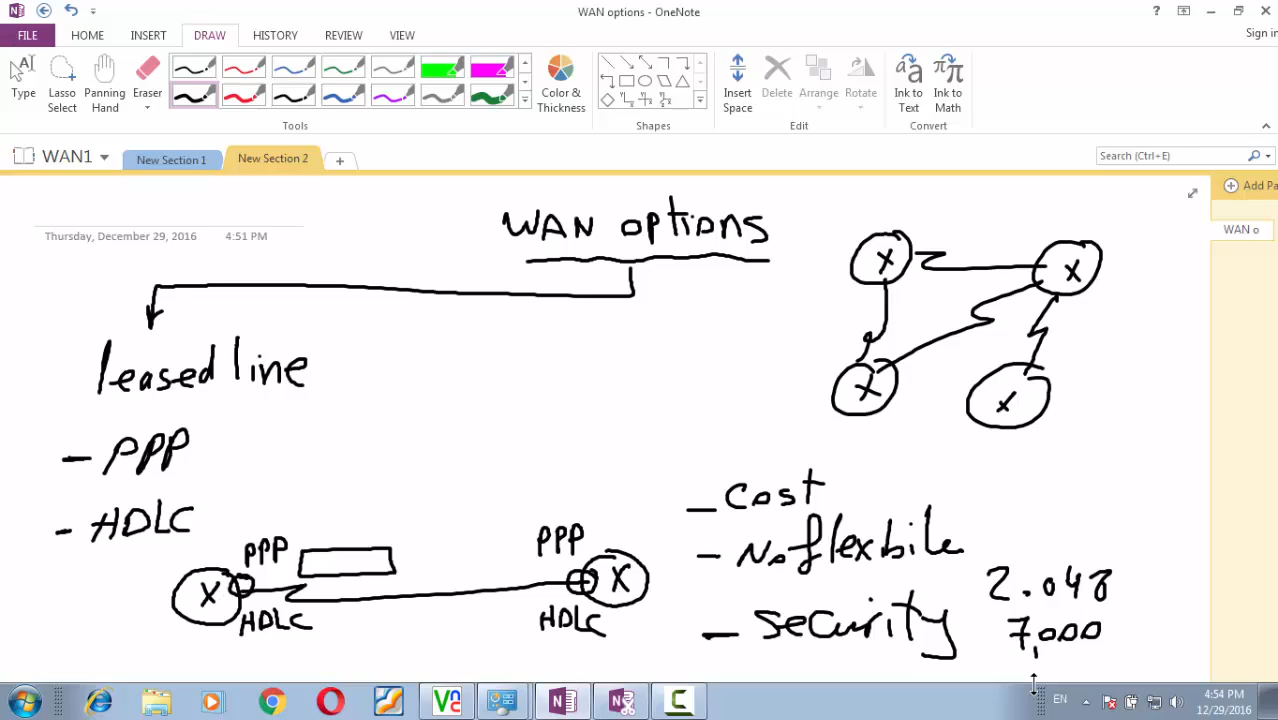 WAN options - OneNote
Sign in
FILE
HOME
INSERT
DRAW
HISTORY
REVIEW
VIEW
Type
Lasso
Select
Panning
Hand
Eraser
Color &
Thickness
Insert
Space
Delete
Arrange
Rotate
Ink to
Text
Ink to
Math
Tools
Shapes
Edit
Convert
WAN1
New Section 1
New Section 2
Search (Ctrl+E)
Add Pa
WAN o
Thursday, December 29, 2016 4:51 PM
WAN options
X X
leased line
X X
- PPP
- HDLC
PPP PPP
X X
HDLC HDLC
- Cost
- No flexbile
2.048
- security
7,000
EN
4:54 PM
12/29/2016